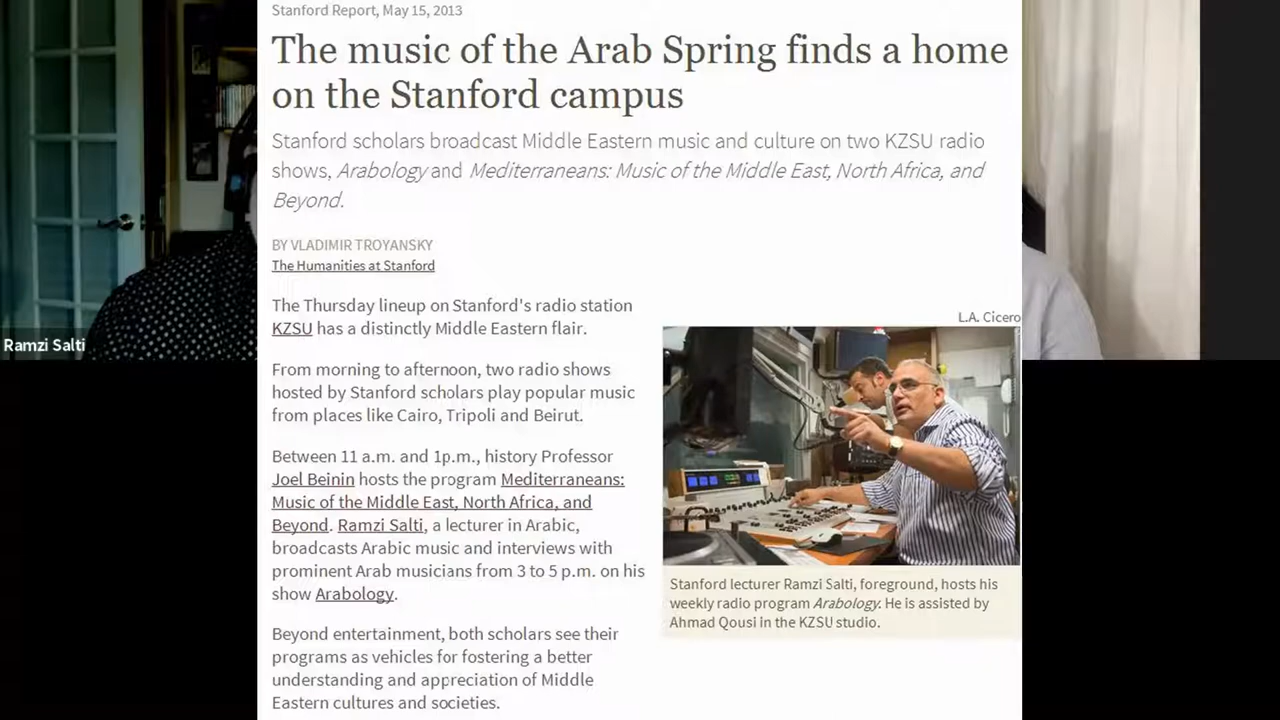 Stanford Report, May 15, 2013
The music of the Arab Spring finds a home
on the Stanford campus
Stanford scholars broadcast Middle Eastern music and culture on two KZSU radio
shows, Arabology and Mediterraneans: Music of the Middle East, North Africa, and
Beyond.
BY VLADIMIR TROYANSKY
The Humanities at Stanford
The Thursday lineup on Stanford's radio station
KZSU has a distinctly Middle Eastern flair.
From morning to afternoon, two radio shows
hosted by Stanford scholars play popular music
from places like Cairo, Tripoli and Beirut.
Between 11 a.m. and 1p.m., history Professor
Joel Beinin hosts the program Mediterraneans:
Music of the Middle East, North Africa, and
Beyond. Ramzi Salti, a lecturer in Arabic,
broadcasts Arabic music and interviews with
prominent Arab musicians from 3 to 5 p.m. on his
show Arabology.
Beyond entertainment, both scholars see their
programs as vehicles for fostering a better
understanding and appreciation of Middle
Eastern cultures and societies.
L.A. Cicero
Stanford lecturer Ramzi Salti, foreground, hosts his
weekly radio program Arabology. He is assisted by
Ahmad Qousi in the KZSU studio.
Ramzi Salti